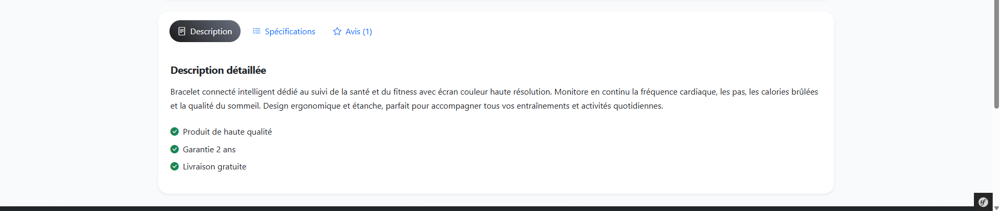 Description
Spécifications
Avis (1)
Description détaillée
Bracelet connecté intelligent dédié au suivi de la santé et du fitness avec écran couleur haute résolution. Monitore en continu la fréquence cardiaque, les pas, les calories brûlées
et la qualité du sommeil. Design ergonomique et étanche, parfait pour accompagner tous vos entraînements et activités quotidiennes.
Produit de haute qualité
Garantie 2 ans
Livraison gratuite
sf